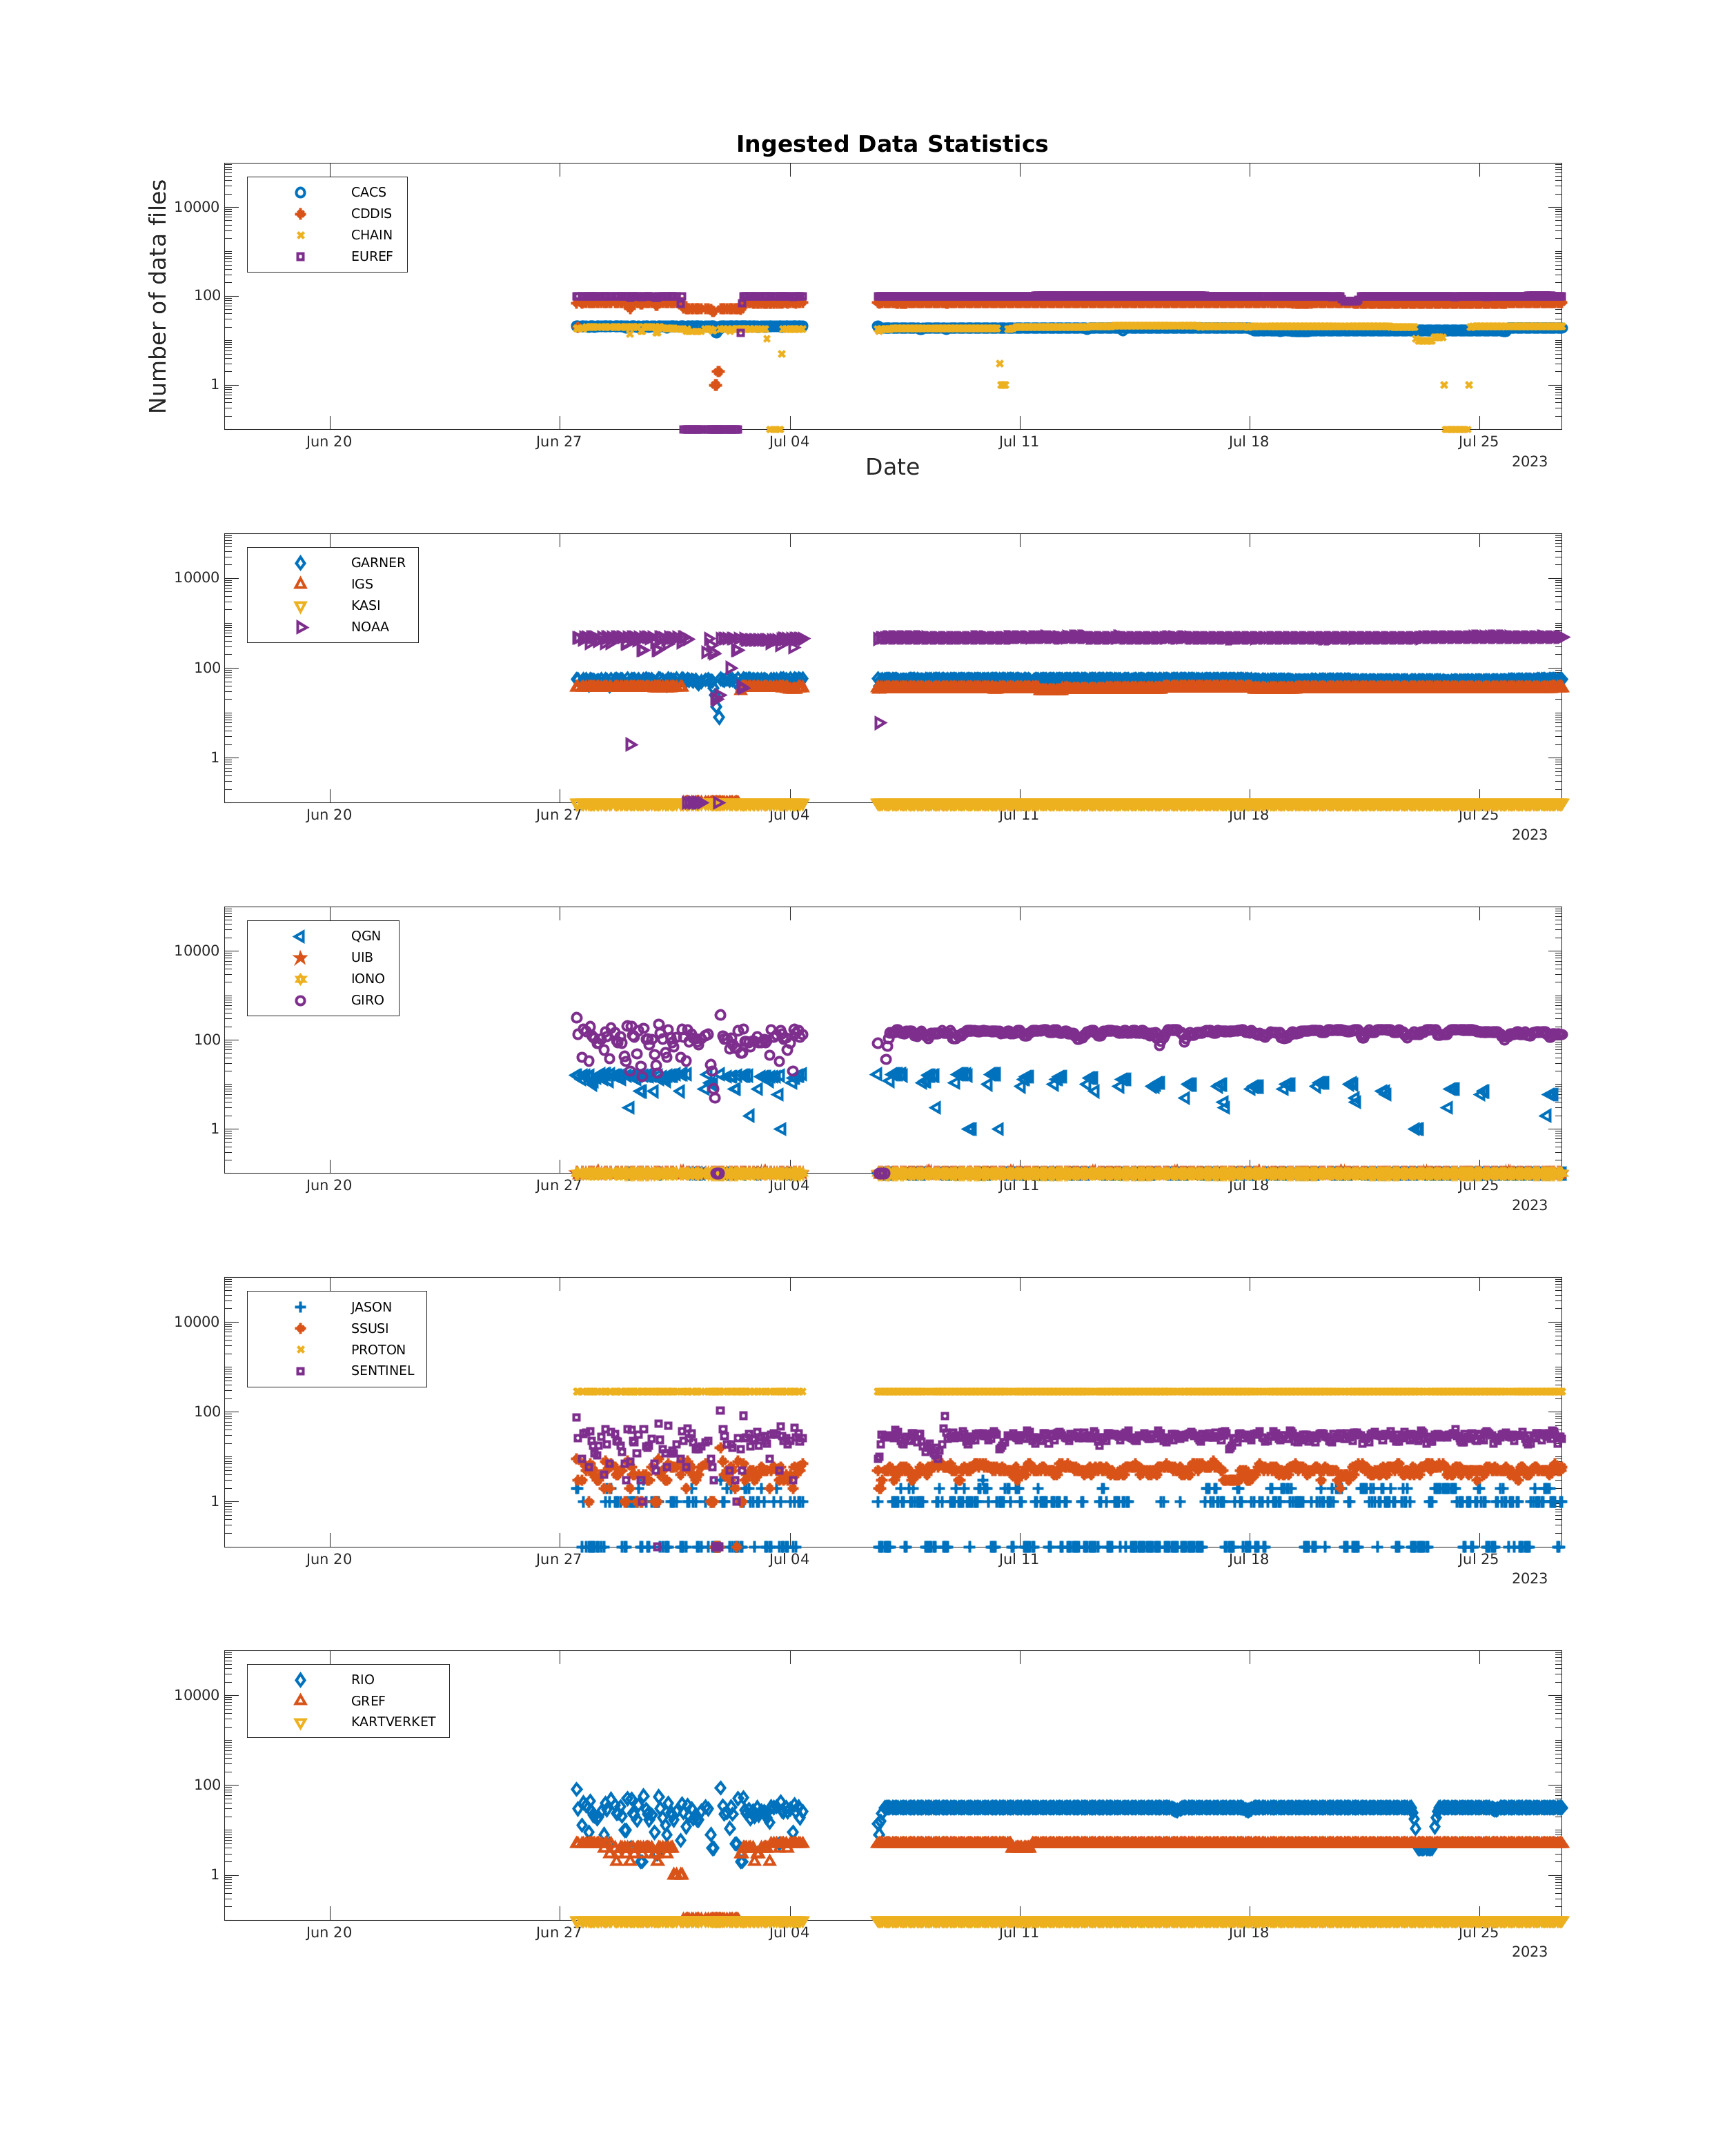 Ingested Data Statistics
Number of data files
CACS
CDDIS
CHAIN
EUREF
10000
100
1
Jun 20 Jun 27 Jul 04 Jul 11 Jul 18 Jul 25
2023
Date
GARNER
IGS
KASI
NOAA
10000
100
1
Jun 20 Jun 27 Jul 04 Jul 11 Jul 18 Jul 25
2023
QGN
UIB
IONO
GIRO
10000
100
1
Jun 20 Jun 27 Jul 04 Jul 11 Jul 18 Jul 25
2023
JASON
SSUSI
PROTON
SENTINEL
10000
100
1
Jun 20 Jun 27 Jul 04 Jul 11 Jul 18 Jul 25
2023
RIO
GREF
KARTVERKET
10000
100
1
Jun 20 Jun 27 Jul 04 Jul 11 Jul 18 Jul 25
2023